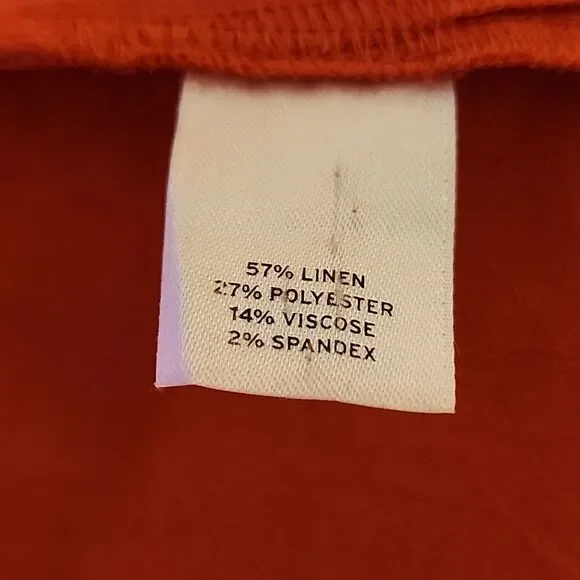 57% LINEN
27% POLYESTER
14% VISCOSE
2% SPANDEX